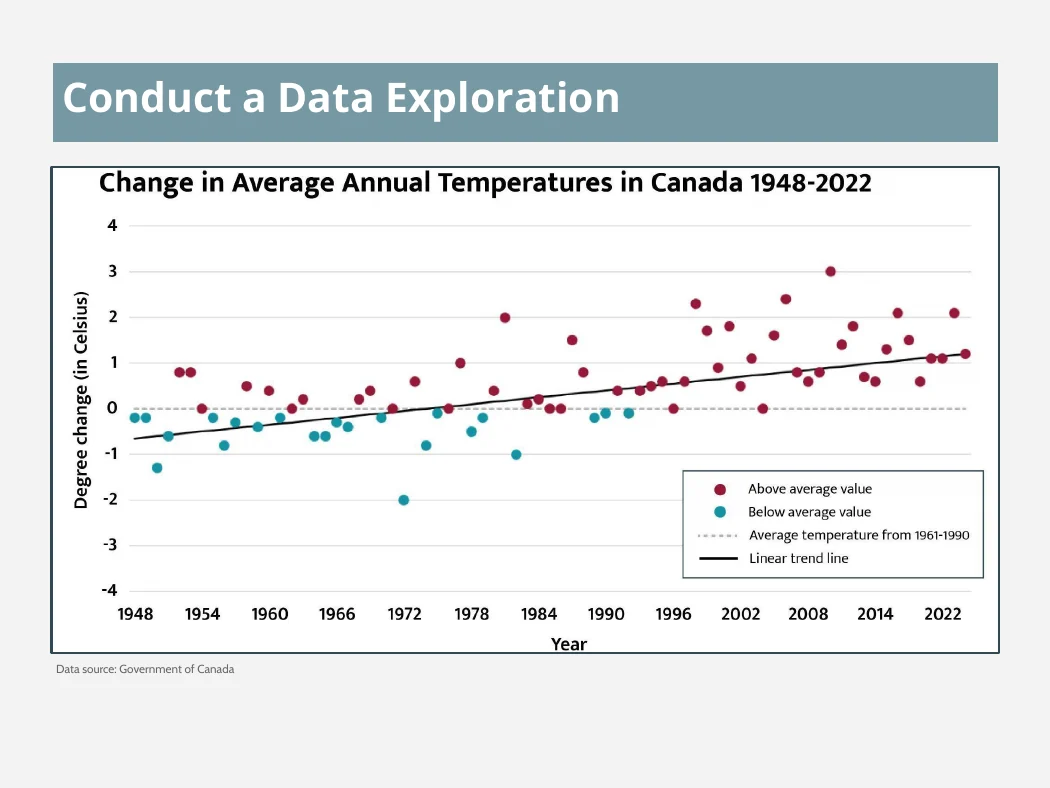 Conduct a Data Exploration
Change in Average Annual Temperatures in Canada 1948-2022
Degree change (in Celsius)
4
3
2
1
0
-1
-2
-3
-4
Above average value
Below average value
Average temperature from 1961-1990
Linear trend line
1948 1954 1960 1966 1972 1978 1984 1990 1996 2002 2008 2014 2022
Year
Data source: Government of Canada